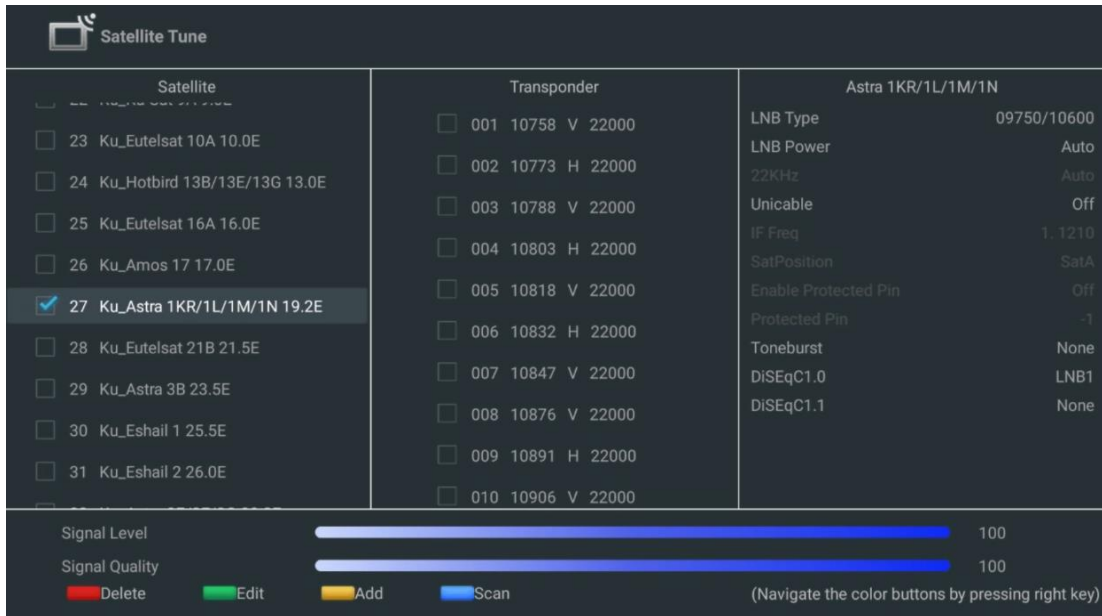 Satellite Tune
Satellite
23 Ku_Eutelsat 10A 10.0E
24 Ku_Hotbird 13B/13E/13G 13.0E
25 Ku_Eutelsat 16A 16.0E
26 Ku_Amos 17 17.0E
27 Ku_Astra 1KR/1L/1M/1N 19.2E
28 Ku_Eutelsat 21B 21.5E
29 Ku_Astra 3B 23.5E
30 Ku_Eshail 1 25.5E
31 Ku_Eshail 2 26.0E
Transponder
001 10758 V 22000
002 10773 H 22000
003 10788 V 22000
004 10803 H 22000
005 10818 V 22000
006 10832 H 22000
007 10847 V 22000
008 10876 V 22000
009 10891 H 22000
010 10906 V 22000
Astra 1KR/1L/1M/1N
LNB Type 09750/10600
LNB Power Auto
22KHz Auto
Unicable Off
IF Freq 1. 1210
SatPosition SatA
Enable Protected Pin Off
Protected Pin -1
Toneburst None
DiSEqC1.0 LNB1
DiSEqC1.1 None
Signal Level 100
Signal Quality 100
Delete Edit Add Scan (Navigate the color buttons by pressing right key)